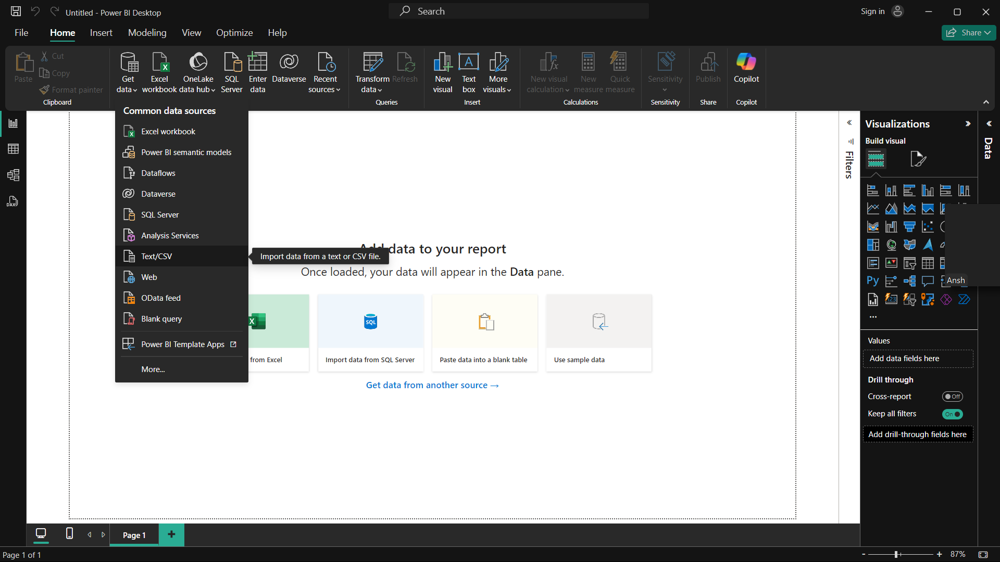 Untitled - Power BI Desktop
Search
Sign in
File Home Insert Modeling View Optimize Help
Share
Paste
Cut
Copy
Format painter
Clipboard
Get data
Excel workbook
OneLake data hub
SQL Server
Enter data
Dataverse
Recent sources
Transform data
Refresh
Queries
New visual
Text box
More visuals
Insert
New visual calculation
New measure
Quick measure
Calculations
Sensitivity
Sensitivity
Publish
Share
Copilot
Copilot
Common data sources
Excel workbook
Power BI semantic models
Dataflows
Dataverse
SQL Server
Analysis Services
Text/CSV
Web
OData feed
Blank query
Power BI Template Apps
More...
Import data from a text or CSV file.
data to your report
Once loaded, your data will appear in the Data pane.
from Excel
SQL
Import data from SQL Server
Paste data into a blank table
Use sample data
Get data from another source →
Filters
Visualizations
Build visual
Py
123
Ansh
...
Values
Add data fields here
Drill through
Cross-report
Off
Keep all filters
On
Add drill-through fields here
Data
DAX
Page 1
Page 1 of 1
- + 87%